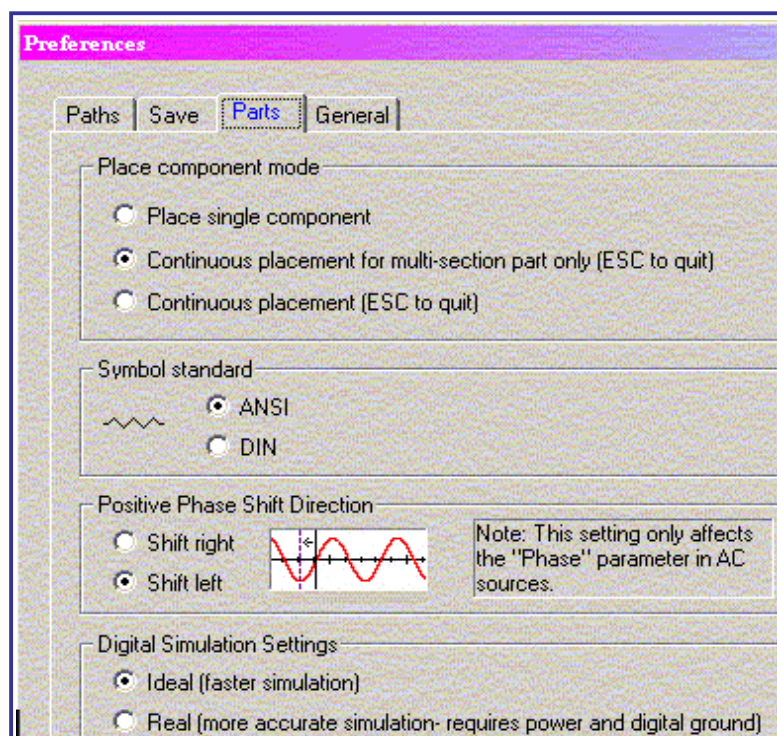 Preferences
Paths Save Parts General
Place component mode
Place single component
Continuous placement for multi-section part only (ESC to quit)
Continuous placement (ESC to quit)
Symbol standard
ANSI
DIN
Positive Phase Shift Direction
Shift right
Shift left
Note: This setting only affects
the "Phase" parameter in AC
sources.
Digital Simulation Settings
Ideal (faster simulation)
Real (more accurate simulation- requires power and digital ground)